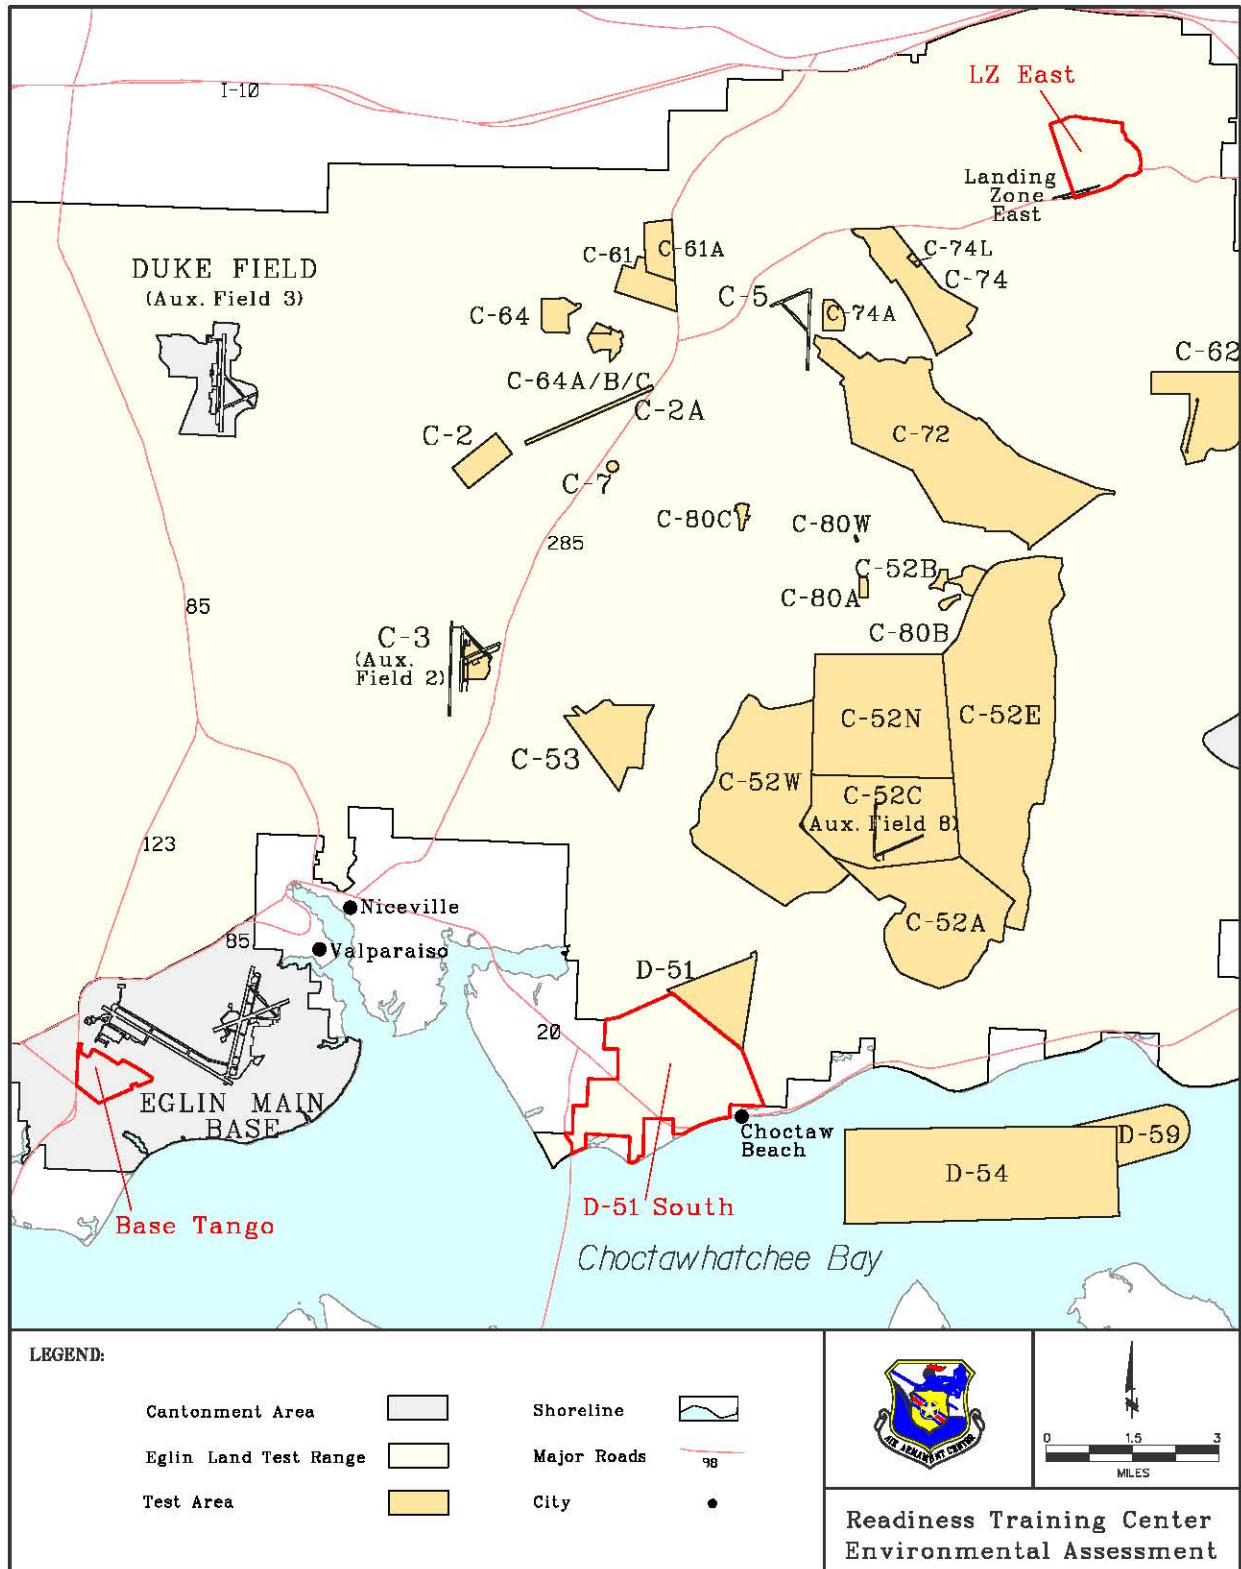 I-10
LZ East
Landing
Zone
East
C-61
C-61A
C-74L
C-74
DUKE FIELD
(Aux. Field 3)
C-5
C-74A
C-64
C-62
C-64A/B/C
C-2A
C-2
C-72
C-7
C-80C
C-80W
285
C-52B
C-80A
85
C-80B
C-3
(Aux.
Field 2)
C-52N
C-52E
C-53
C-52W
C-52C
(Aux. Field 8)
123
Niceville
C-52A
85
Valparaiso
D-51
20
EGLIN MAIN
BASE
Choctaw
Beach
D-59
D-54
D-51 South
Base Tango
Choctawhatchee Bay
LEGEND:
Cantonment Area
Shoreline
Eglin Land Test Range
Major Roads
98
Test Area
City
AIR ARMAMENT CENTER
N
0 1.5 3
MILES
Readiness Training Center
Environmental Assessment